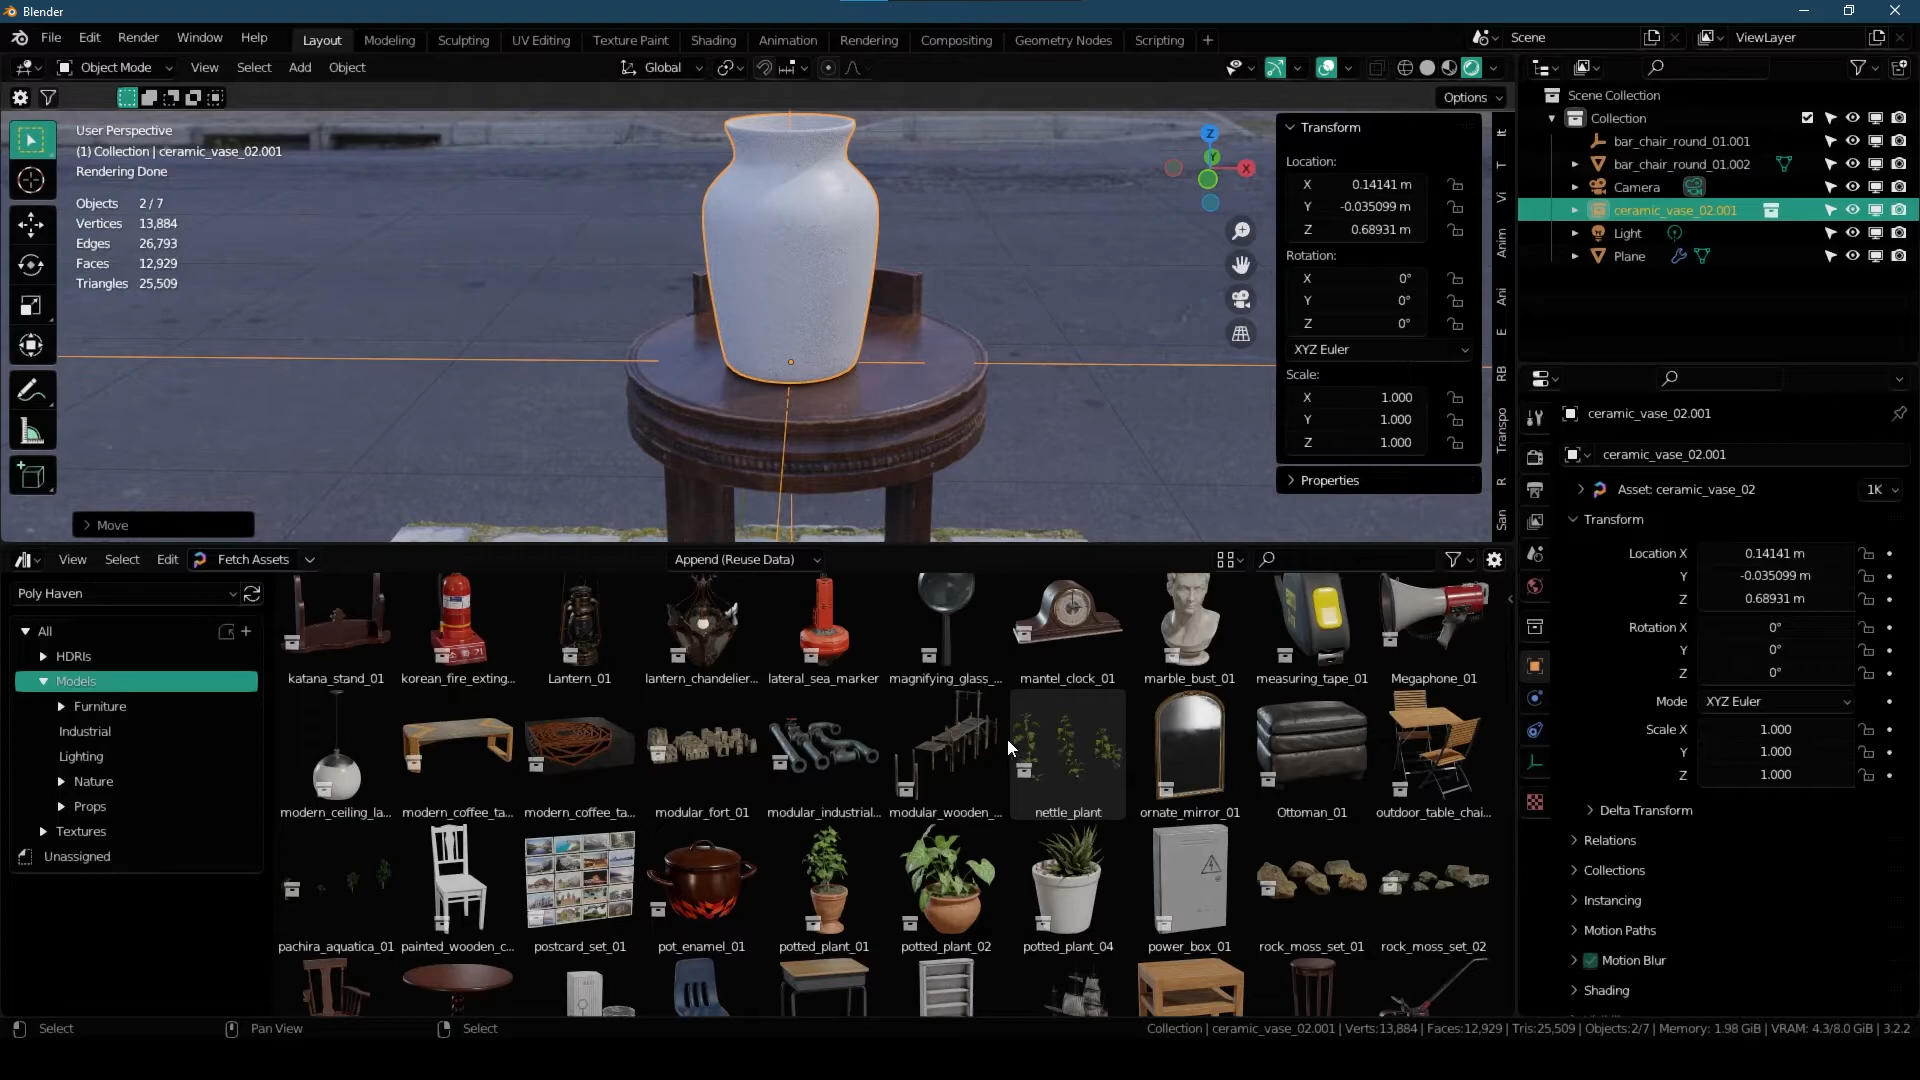 Blender
File Edit Render Window Help
Layout Modeling Sculpting UV Editing Texture Paint Shading Animation Rendering Compositing Geometry Nodes Scripting +
Scene
ViewLayer
Object Mode View Select Add Object
Global
Options
User Perspective
(1) Collection | ceramic_vase_02.001
Rendering Done
Objects 2 / 7
Vertices 13,884
Edges 26,793
Faces 12,929
Triangles 25,509
Move
Z
Y
X
Transform
Location:
X 0.14141 m
Y -0.035099 m
Z 0.68931 m
Rotation:
X 0°
Y 0°
Z 0°
XYZ Euler
Scale:
X 1.000
Y 1.000
Z 1.000
Properties
It
T
Vi
Anim
Ani
E
RB
Transpo
R
San
Scene Collection
Collection
bar_chair_round_01.001
bar_chair_round_01.002
Camera
ceramic_vase_02.001
Light
Plane
ceramic_vase_02.001
ceramic_vase_02.001
Asset: ceramic_vase_02 1K
Transform
Location X 0.14141 m
Y -0.035099 m
Z 0.68931 m
Rotation X 0°
Y 0°
Z 0°
Mode XYZ Euler
Scale X 1.000
Y 1.000
Z 1.000
Delta Transform
Relations
Collections
Instancing
Motion Paths
Motion Blur
Shading
View Select Edit Fetch Assets Append (Reuse Data)
Poly Haven
All
HDRIs
Models
Furniture
Industrial
Lighting
Nature
Props
Textures
Unassigned
katana_stand_01 korean_fire_exting... Lantern_01 lantern_chandelier... lateral_sea_marker magnifying_glass_... mantel_clock_01 marble_bust_01 measuring_tape_01 Megaphone_01
modern_ceiling_la... modern_coffee_ta... modern_coffee_ta... modular_fort_01 modular_industrial... modular_wooden_... nettle_plant ornate_mirror_01 Ottoman_01 outdoor_table_chai...
pachira_aquatica_01 painted_wooden_c... postcard_set_01 pot_enamel_01 potted_plant_01 potted_plant_02 potted_plant_04 power_box_01 rock_moss_set_01 rock_moss_set_02
Select Pan View Select
Collection | ceramic_vase_02.001 | Verts:13,884 | Faces:12,929 | Tris:25,509 | Objects:2/7 | Memory: 1.98 GiB | VRAM: 4.3/8.0 GiB | 3.2.2